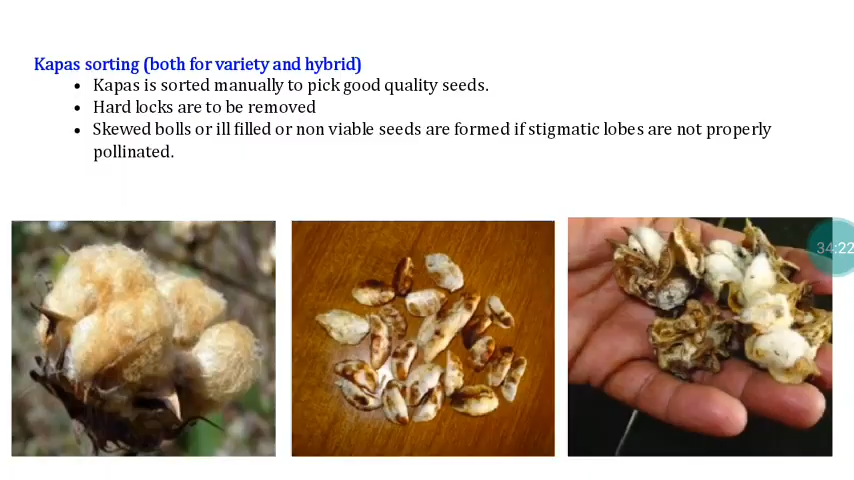 Kapas sorting (both for variety and hybrid)
• Kapas is sorted manually to pick good quality seeds.
• Hard locks are to be removed
• Skewed bolls or ill filled or non viable seeds are formed if stigmatic lobes are not properly
pollinated.
34:22